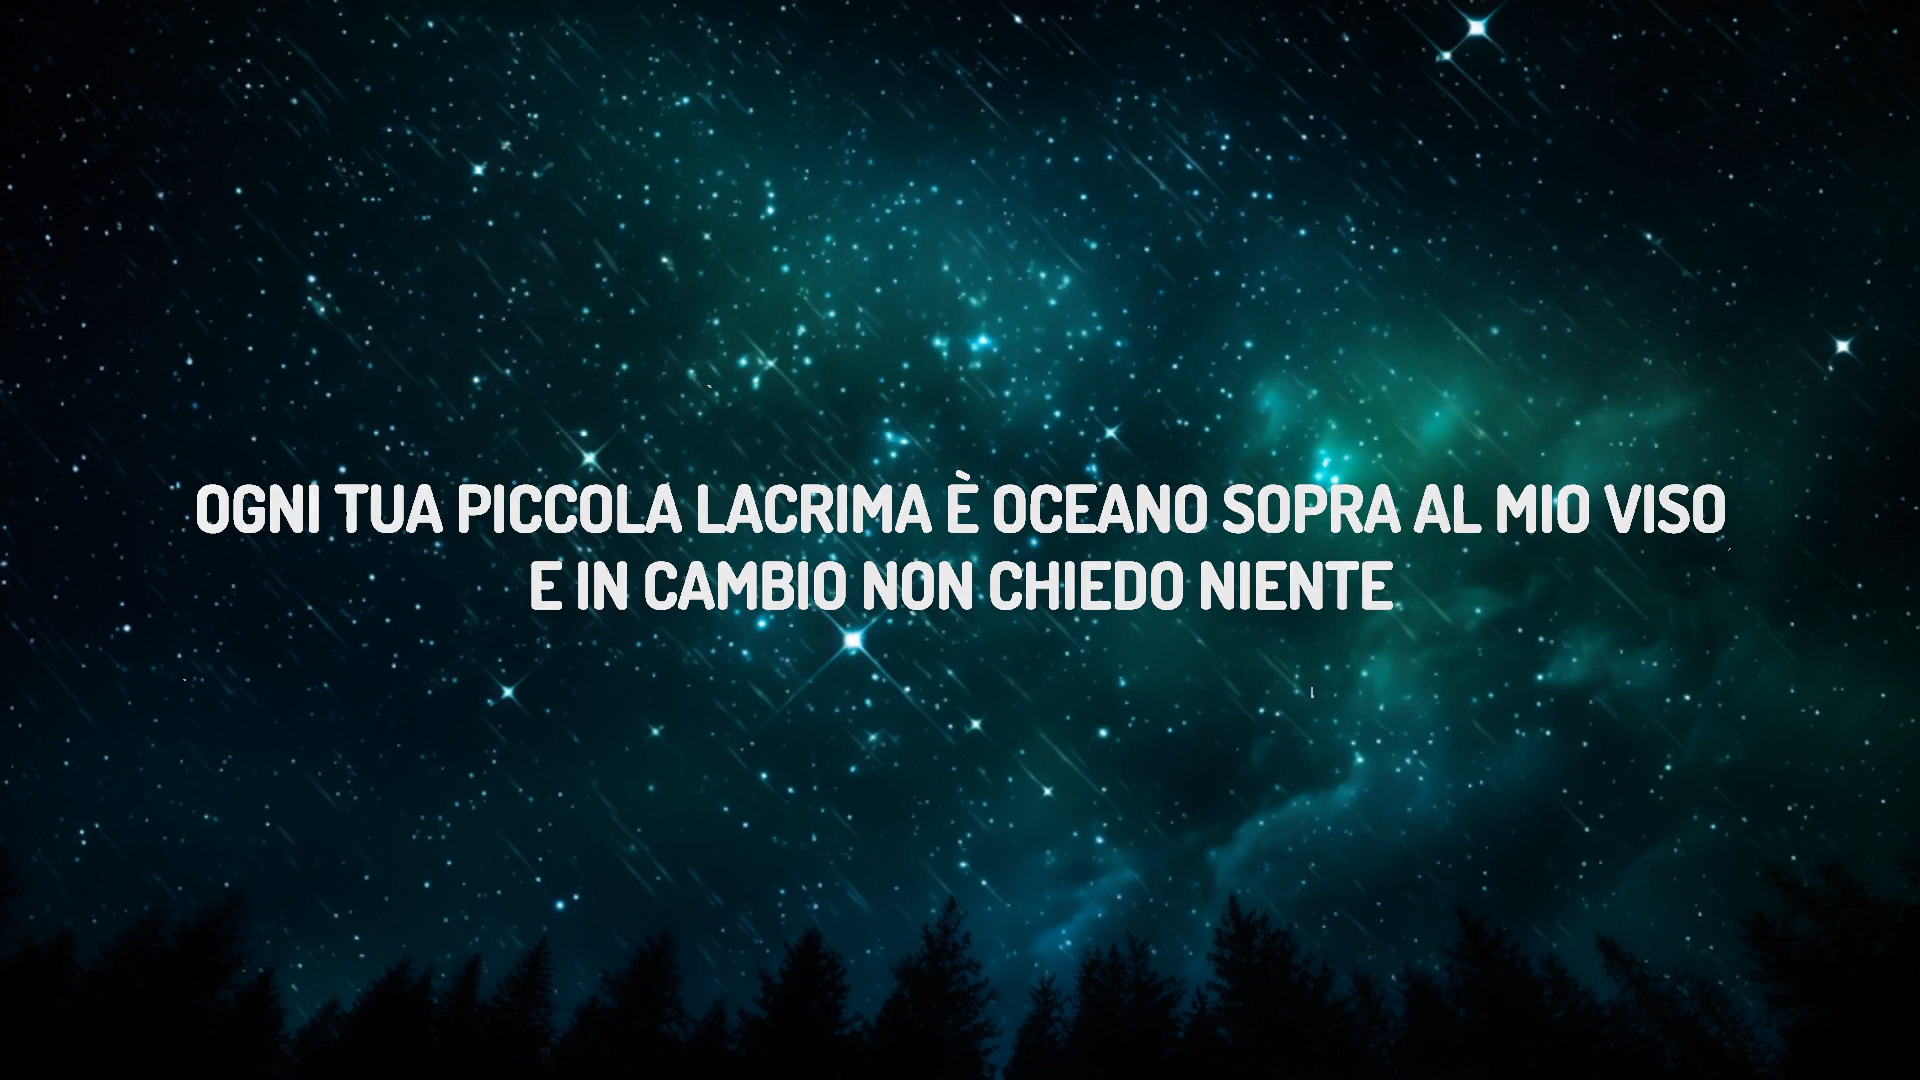 OGNI TUA PICCOLA LACRIMA È OCEANO SOPRA AL MIO VISO
E IN CAMBIO NON CHIEDO NIENTE